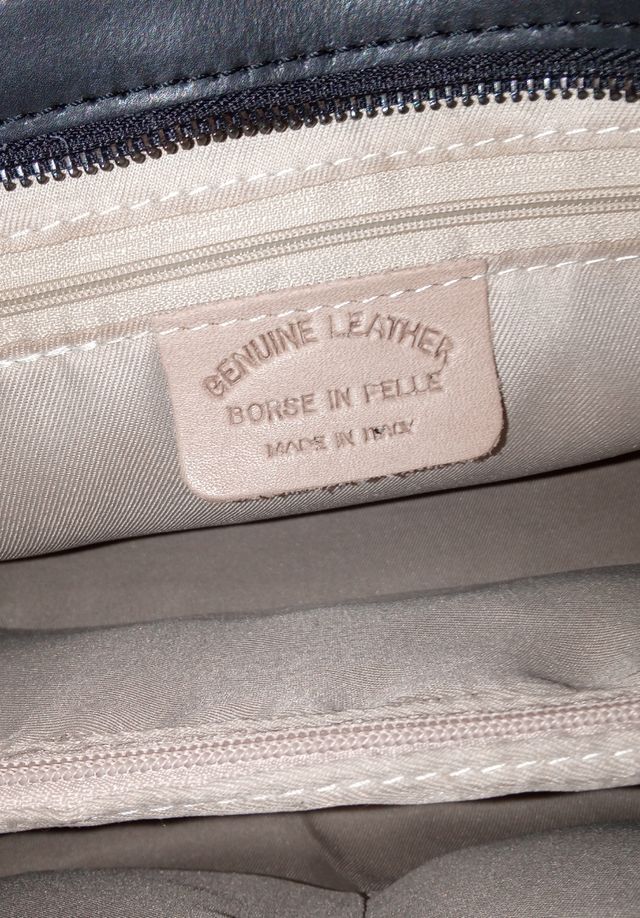 GENUINE LEATHER
BORSE IN PELLE
MADE IN ITALY